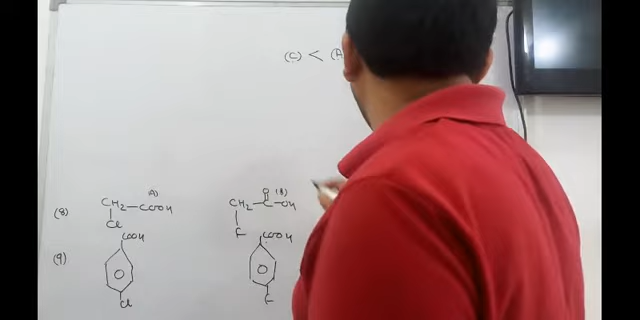 (C) < (A
(8) CH2-COOH (A) CH2-C-OH (B)
Cl O F
(9) COOH COOH
Cl F